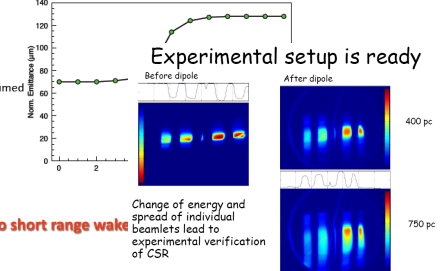 140
120
100
80
60
40
20
0
Norm. Emittance (μm)
0 2
umed
Experimental setup is ready
Before dipole
After dipole
400 pc
750 pc
Change of energy and
spread of individual
beamlets lead to
experimental verification
of CSR
o short range wake